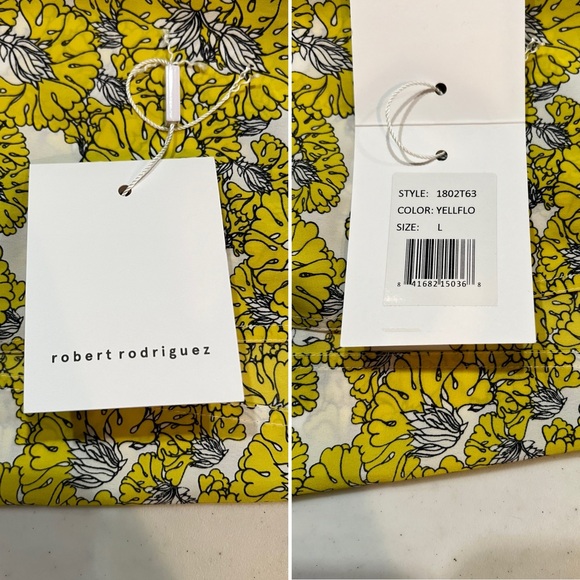 robert rodriguez
STYLE: 1802T63
COLOR: YELLFLO
SIZE: L
8 41682 15036 8